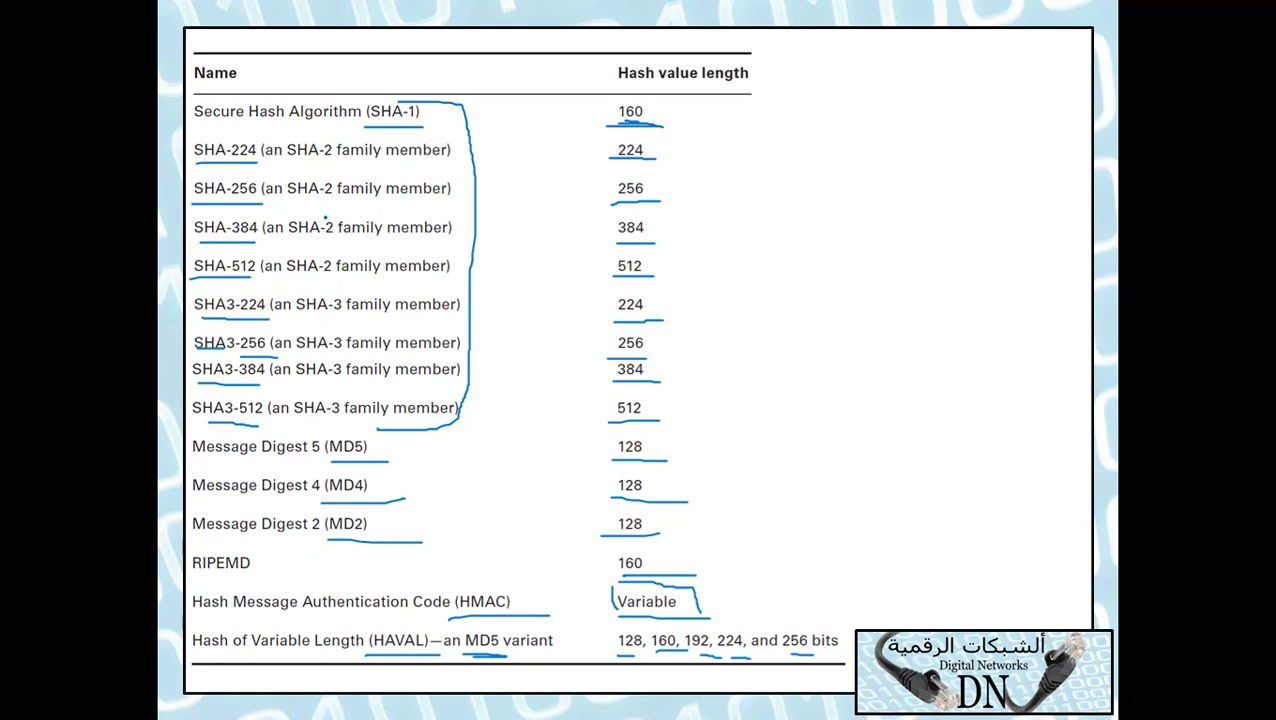 Name Hash value length
Secure Hash Algorithm (SHA-1) 160
SHA-224 (an SHA-2 family member) 224
SHA-256 (an SHA-2 family member) 256
SHA-384 (an SHA-2 family member) 384
SHA-512 (an SHA-2 family member) 512
SHA3-224 (an SHA-3 family member) 224
SHA3-256 (an SHA-3 family member) 256
SHA3-384 (an SHA-3 family member) 384
SHA3-512 (an SHA-3 family member) 512
Message Digest 5 (MD5) 128
Message Digest 4 (MD4) 128
Message Digest 2 (MD2) 128
RIPEMD 160
Hash Message Authentication Code (HMAC) Variable
Hash of Variable Length (HAVAL)—an MD5 variant 128, 160, 192, 224, and 256 bits
ألشبكات الرقمية
Digital Networks
DN